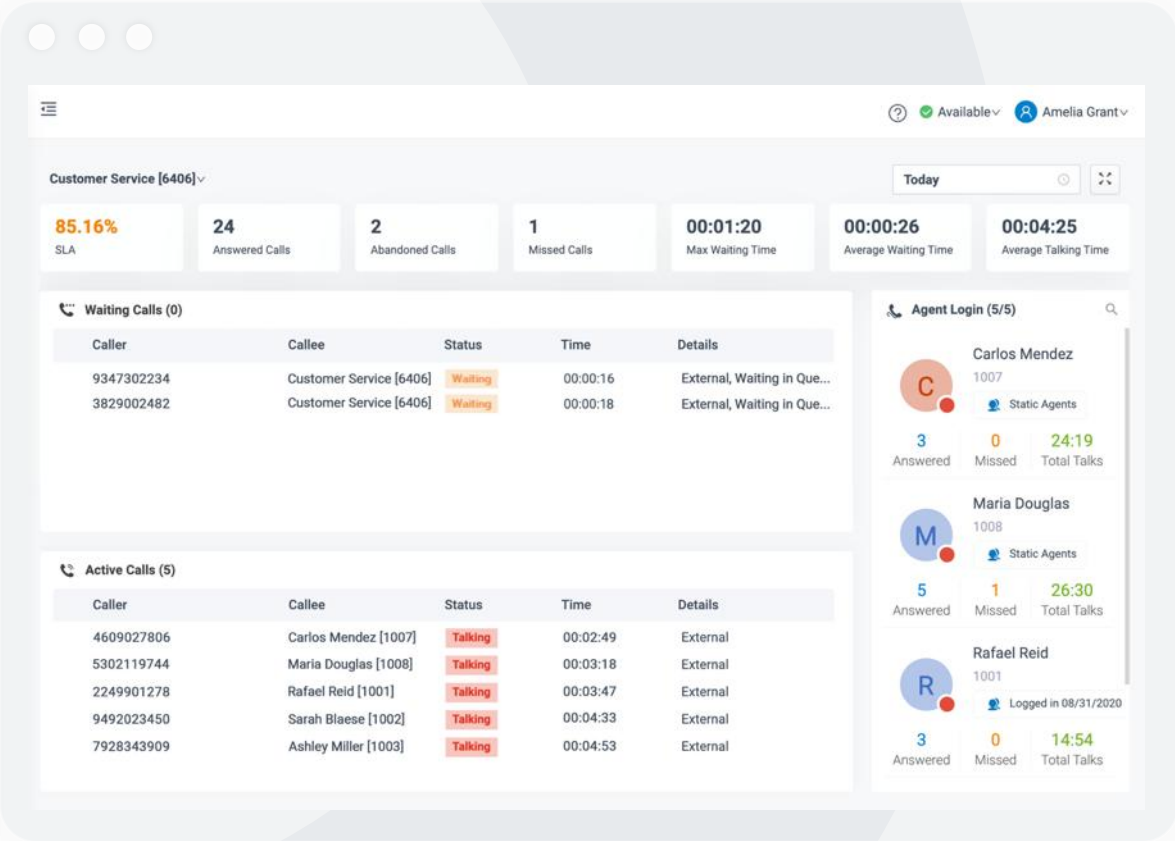 Available Amelia Grant
Customer Service [6406] Today
85.16% 24 2 1 00:01:20 00:00:26 00:04:25
SLA Answered Calls Abandoned Calls Missed Calls Max Waiting Time Average Waiting Time Average Talking Time
Waiting Calls (0)
Caller Callee Status Time Details
9347302234 Customer Service [6406] Waiting 00:00:16 External, Waiting in Que...
3829002482 Customer Service [6406] Waiting 00:00:18 External, Waiting in Que...
Active Calls (5)
Caller Callee Status Time Details
4609027806 Carlos Mendez [1007] Talking 00:02:49 External
5302119744 Maria Douglas [1008] Talking 00:03:18 External
2249901278 Rafael Reid [1001] Talking 00:03:47 External
9492023450 Sarah Blaese [1002] Talking 00:04:33 External
7928343909 Ashley Miller [1003] Talking 00:04:53 External
Agent Login (5/5)
Carlos Mendez
1007
C
Static Agents
3 0 24:19
Answered Missed Total Talks
Maria Douglas
1008
M
Static Agents
5 1 26:30
Answered Missed Total Talks
Rafael Reid
1001
R
Logged in 08/31/2020
3 0 14:54
Answered Missed Total Talks